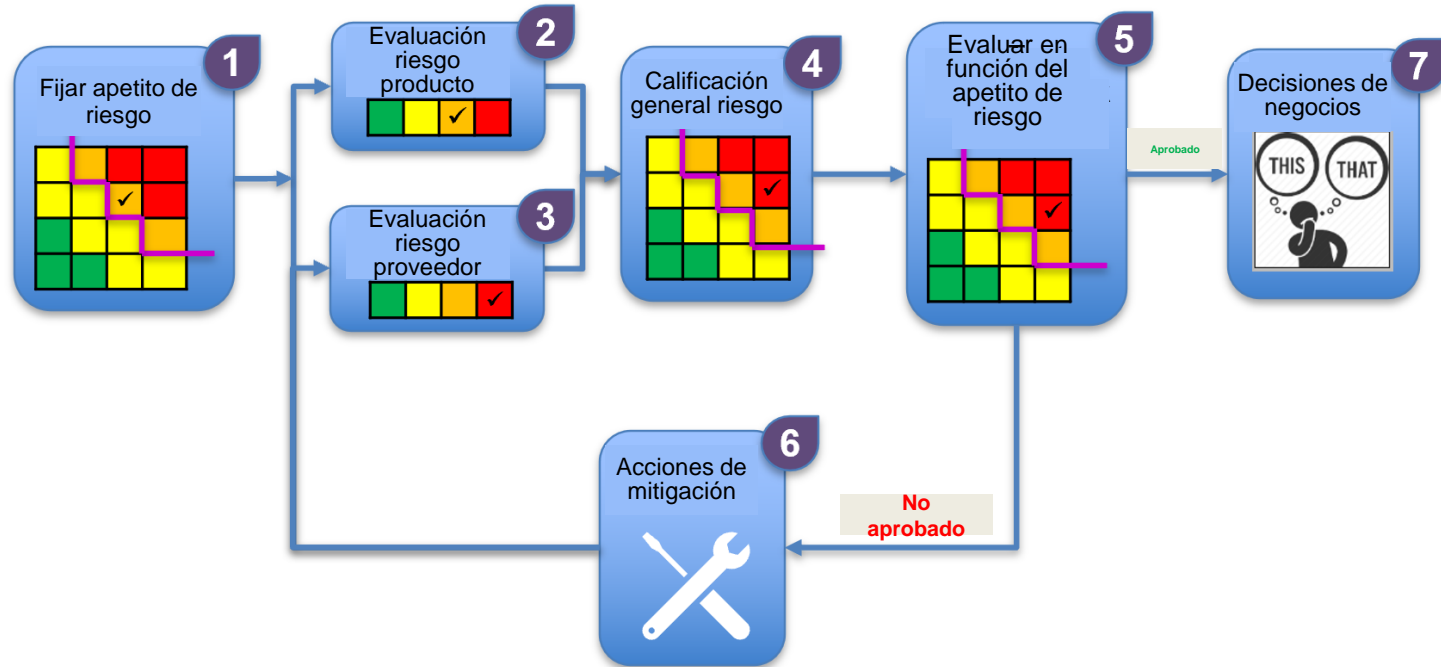 1
Fijar apetito de
riesgo
2
Evaluación
riesgo
producto
3
Evaluación
riesgo
proveedor
4
Calificación
general riesgo
5
Evaluar en
función del
apetito de
riesgo
Aprobado
7
Decisiones de
negocios
THIS
THAT
6
Acciones de
mitigación
No
aprobado